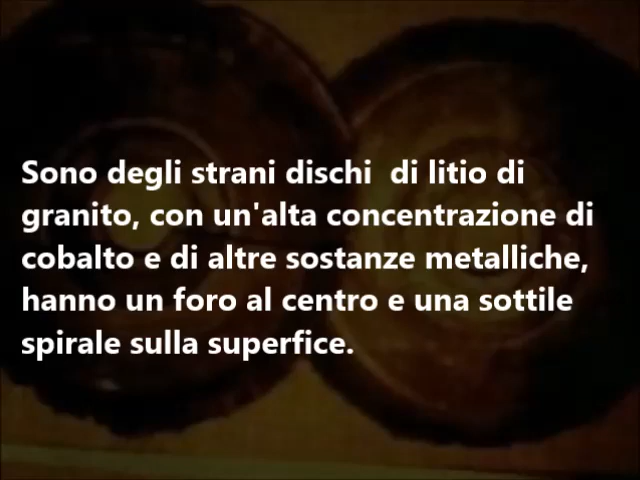 Sono degli strani dischi  di litio di
granito, con un'alta concentrazione di
cobalto e di altre sostanze metalliche,
hanno un foro al centro e una sottile
spirale sulla superfice.